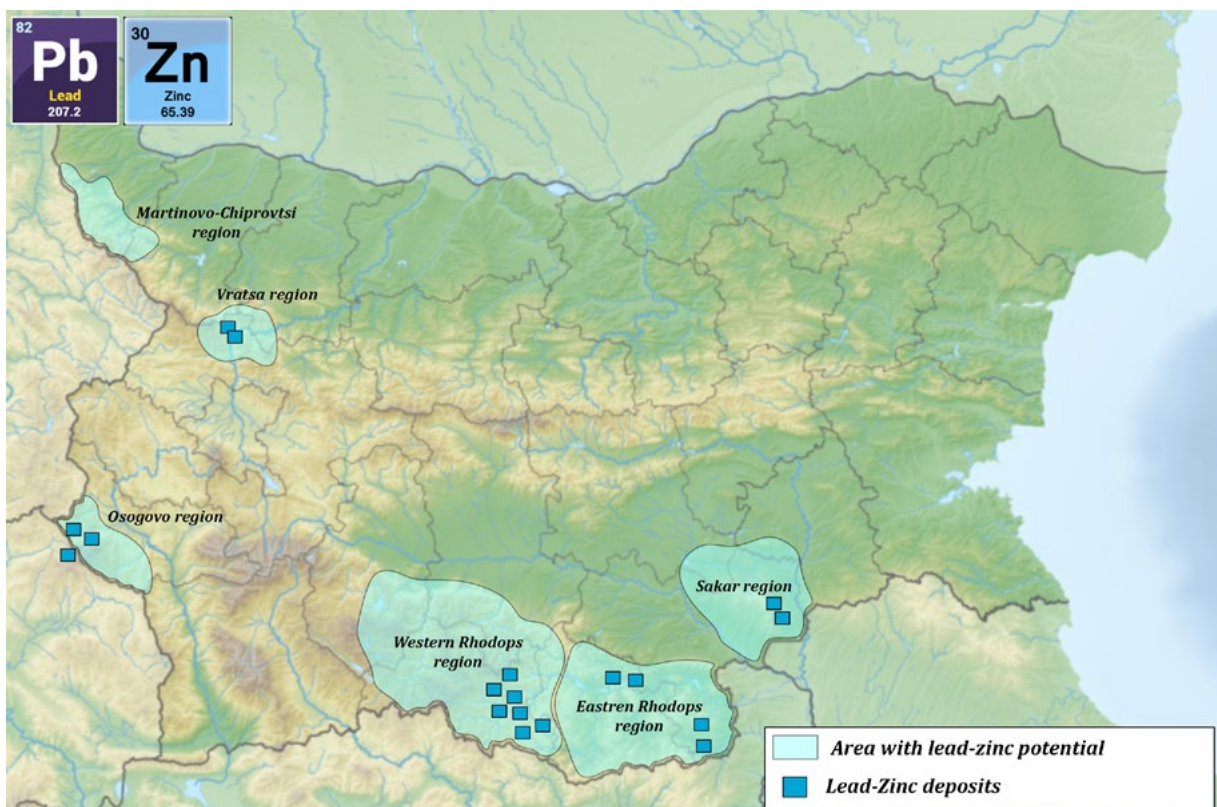 82
Pb
Lead
207.2
30
Zn
Zinc
65.39
Martinovo-Chiprovtsi
region
Vratsa region
Osogovo region
Sakar region
Western Rhodops
region
Eastren Rhodops
region
Area with lead-zinc potential
Lead-Zinc deposits